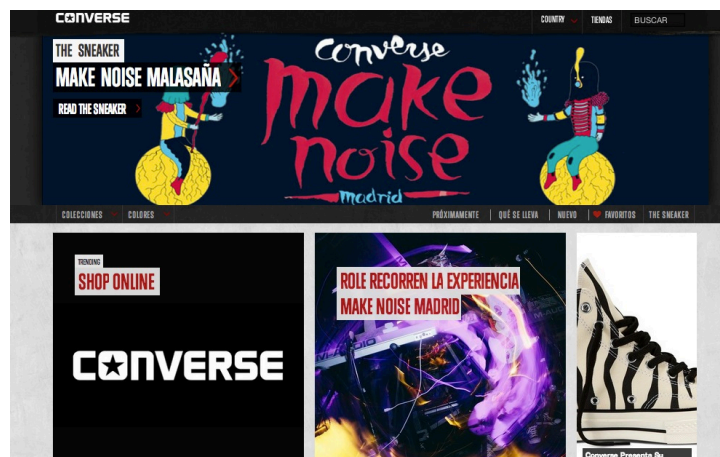 CONVERSE
COUNTRY
TIENDAS
BUSCAR
THE SNEAKER
MAKE NOISE MALASAÑA
READ THE SNEAKER
converse
make
noise
madrid
COLECCIONES
COLORES
PRÓXIMAMENTE
QUÉ SE LLEVA
NUEVO
FAVORITOS
THE SNEAKER
TRENDING
SHOP ONLINE
CONVERSE
ROLE RECORREN LA EXPERIENCIA
MAKE NOISE MADRID
Converse Presenta Su